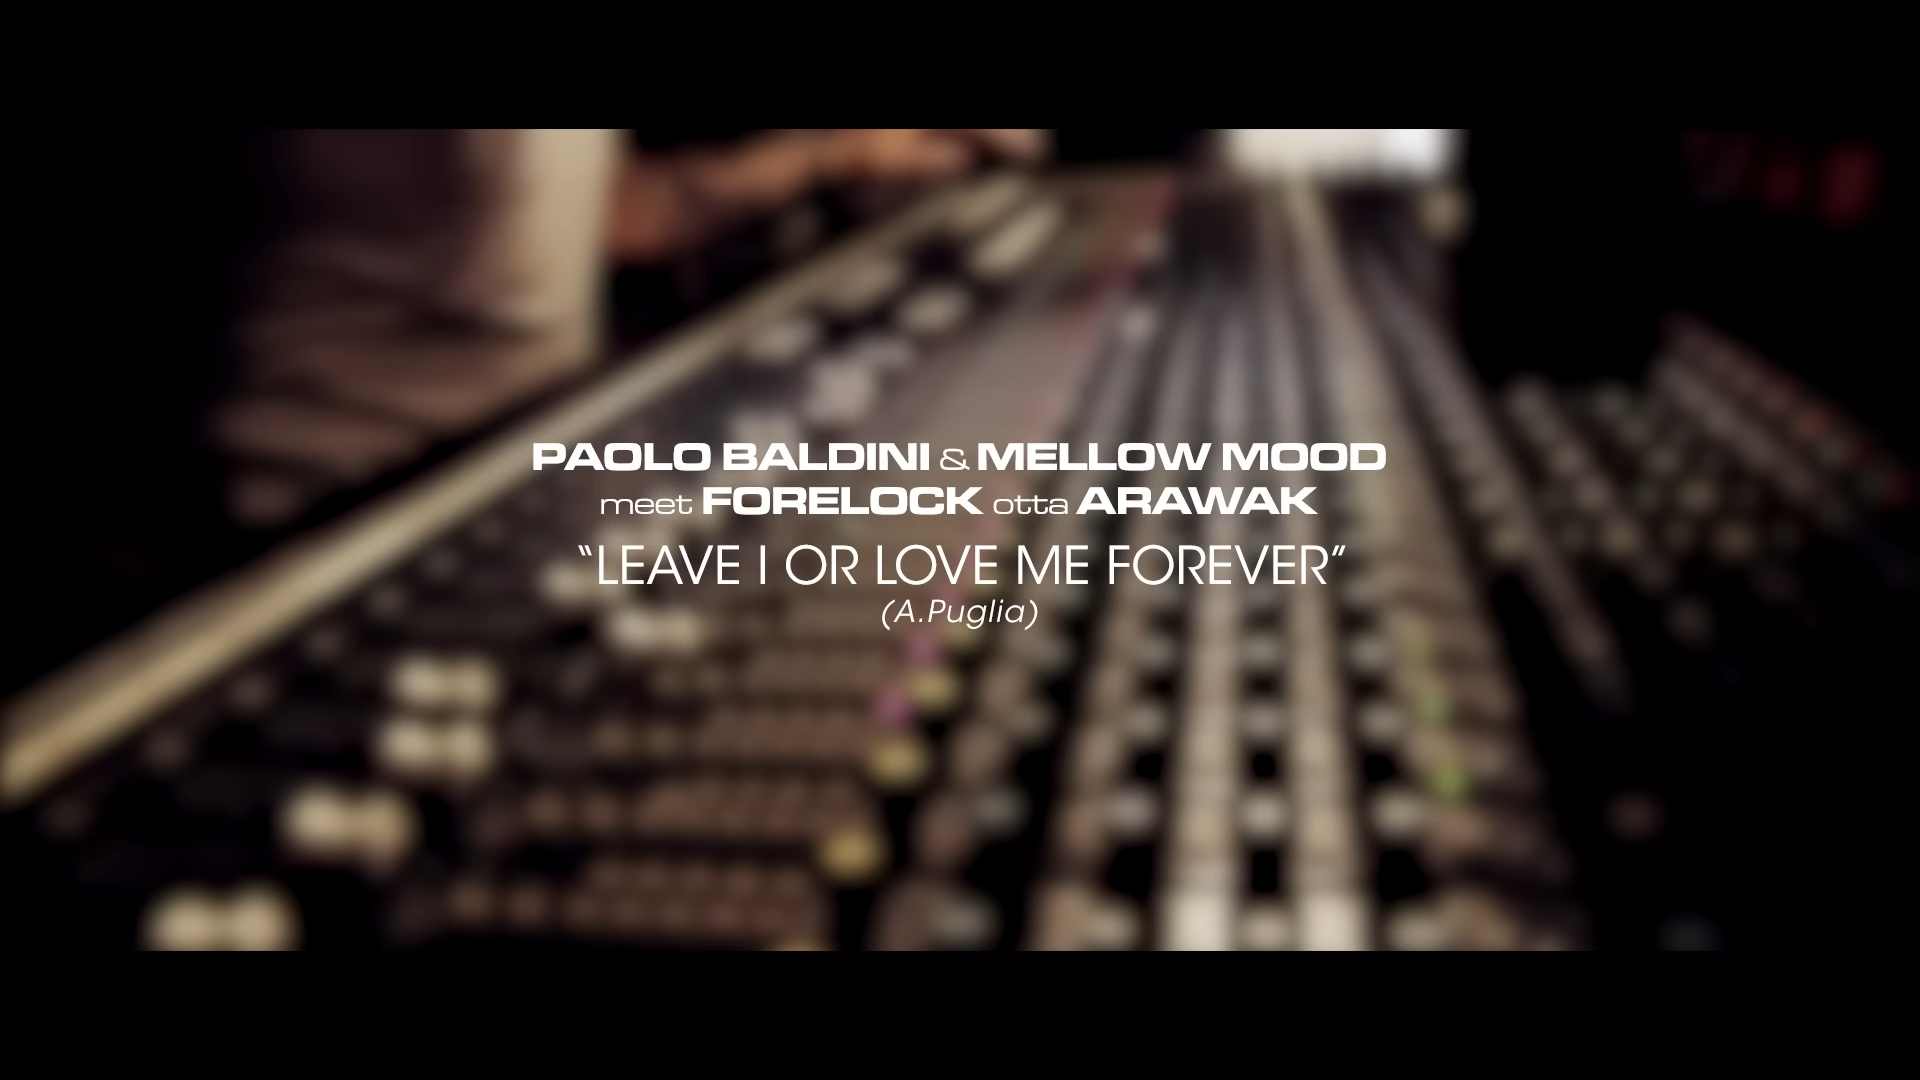 PAOLO BALDINI & MELLOW MOOD
meet FORELOCK otta ARAWAK
“LEAVE I OR LOVE ME FOREVER”
(A.Puglia)